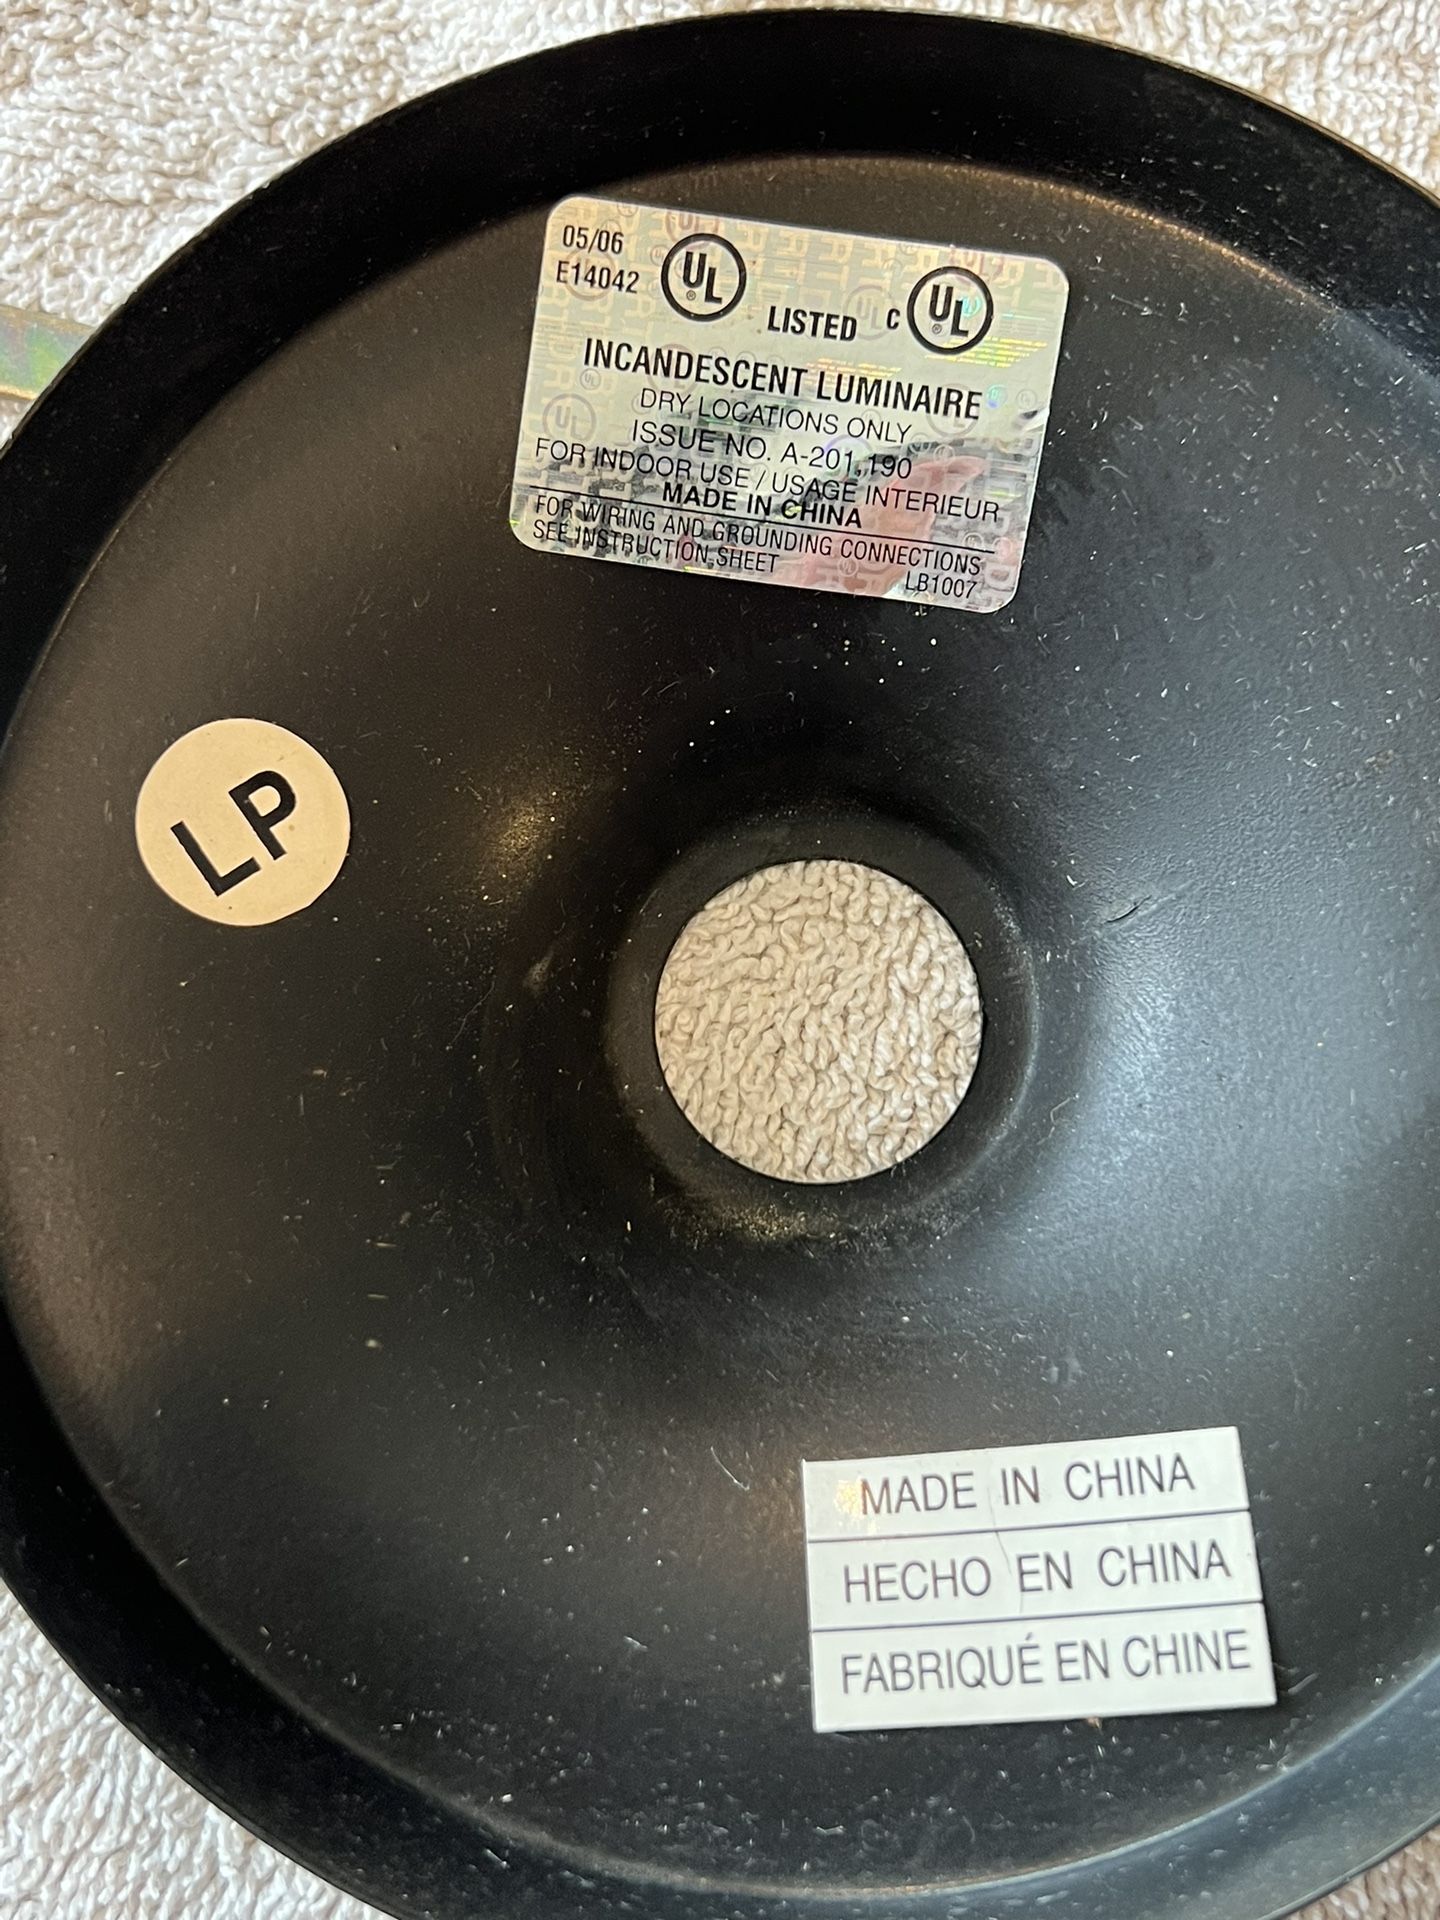 05/06
E14042
UL
LISTED
C UL
INCANDESCENT LUMINAIRE
DRY LOCATIONS ONLY
ISSUE NO. A-201,190
FOR INDOOR USE / USAGE INTERIEUR
MADE IN CHINA
FOR WIRING AND GROUNDING CONNECTIONS
SEE INSTRUCTION SHEET
LB1007
LP
MADE IN CHINA
HECHO EN CHINA
FABRIQUÉ EN CHINE